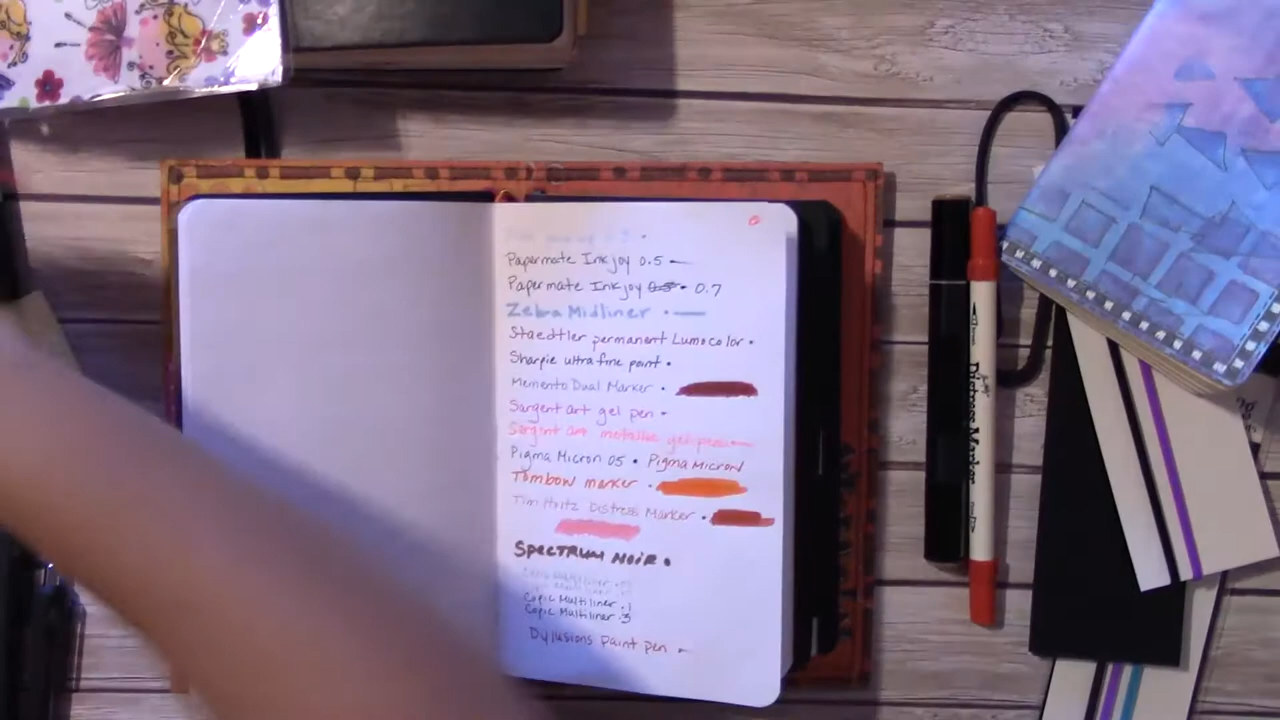 Papermate Inkjoy 0.5
Papermate Inkjoy 0.5 0.7
Zebra Midliner
Staedtler permanent Lumocolor
Sharpie ultra fine point
Memento Dual Marker
Sargent art gel pen
Sargent art metallic gel pen
Pigma Micron 05 Pigma Micron
Tombow marker
Tim Holtz Distress Marker
SPECTRUM NOIR
Copic Multiliner .1
Copic Multiliner .3
Dylusions Paint pen
Distress Marker